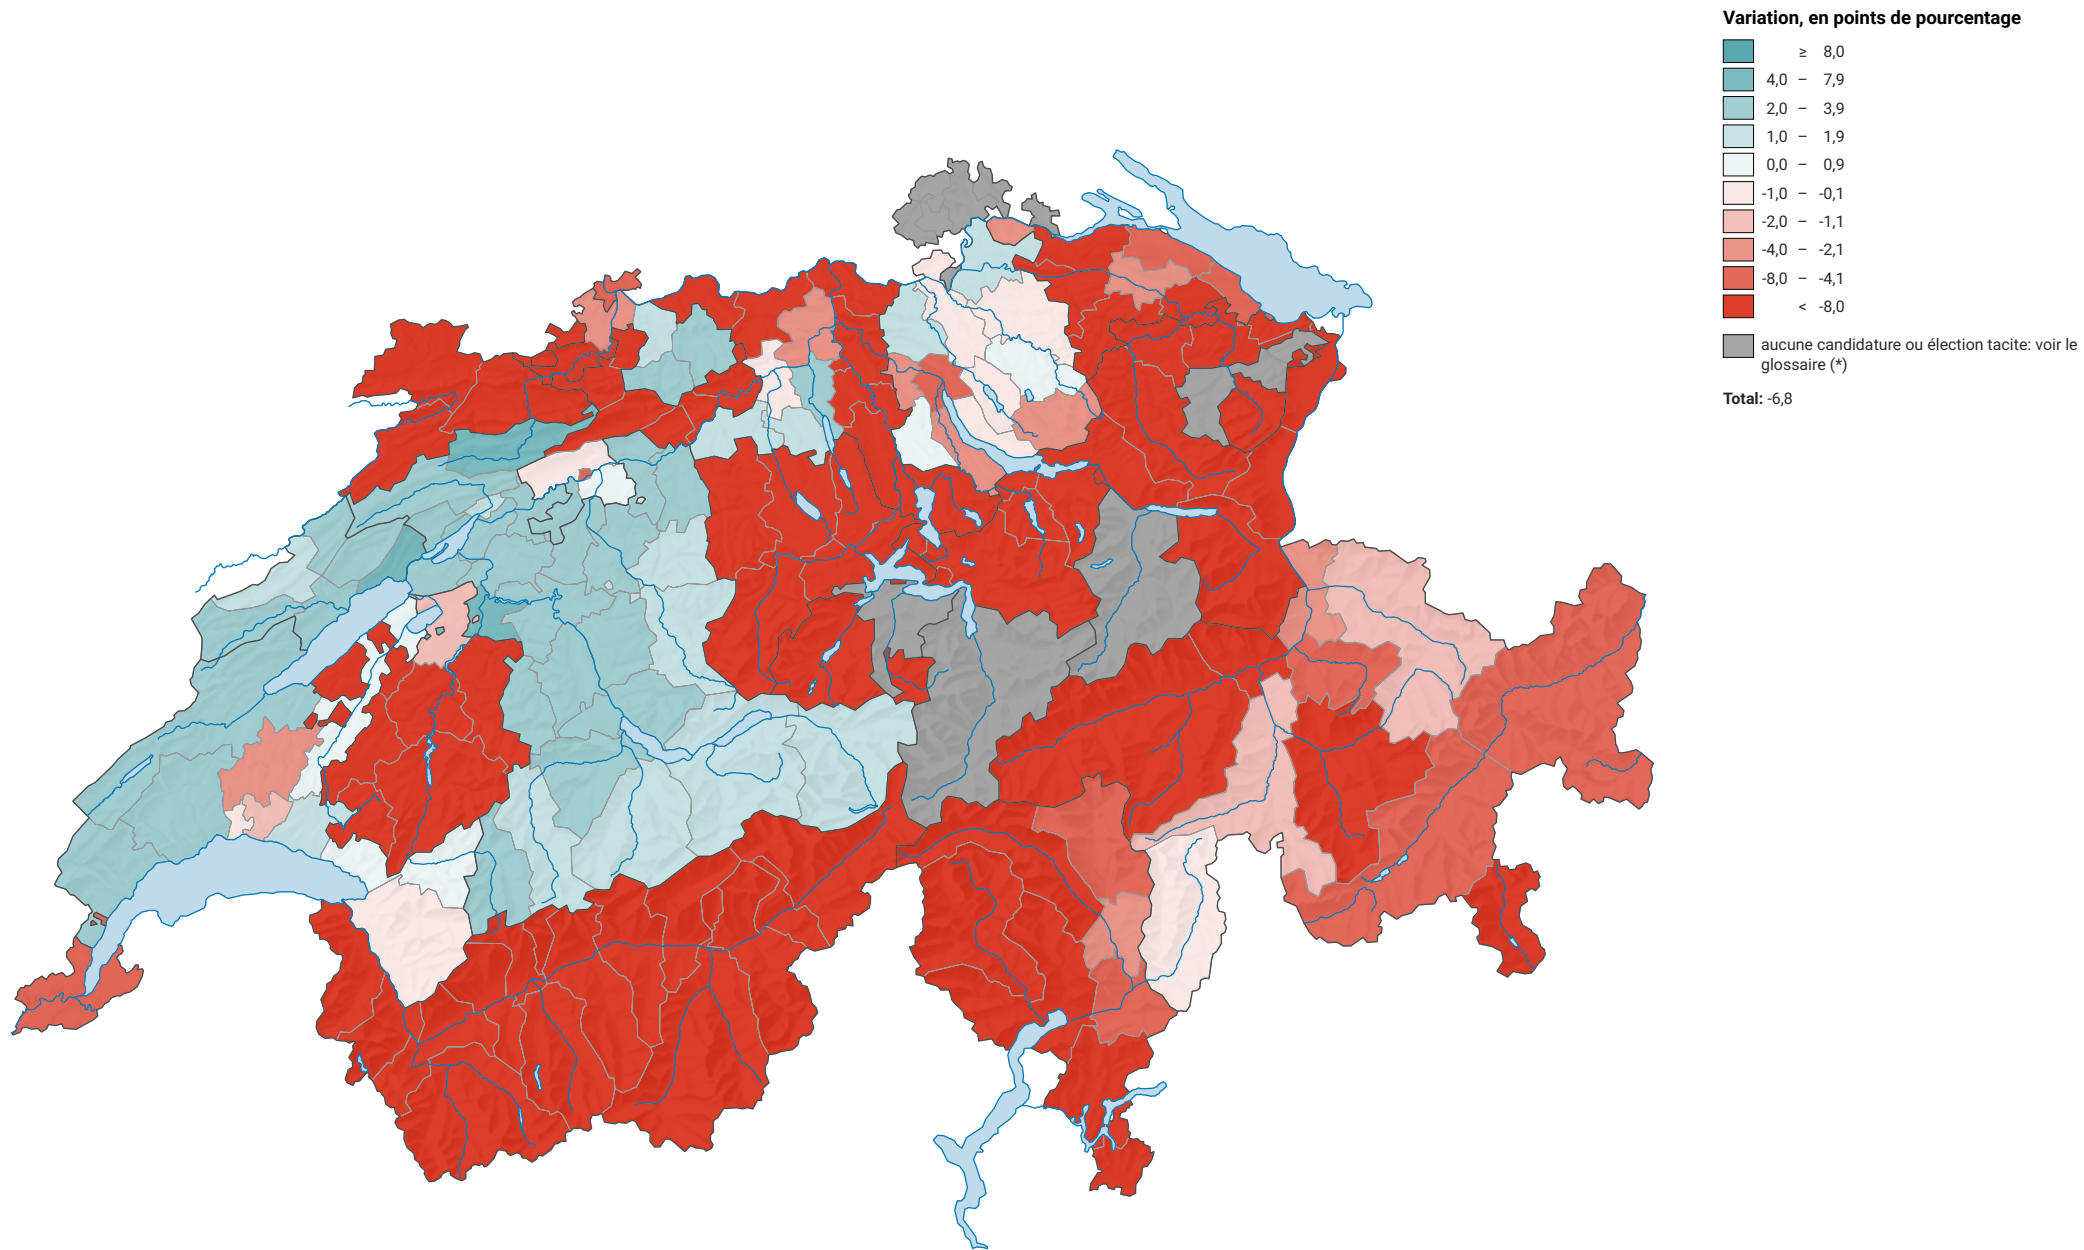 Variation, en points de pourcentage
≥ 8,0
4,0 – 7,9
2,0 – 3,9
1,0 – 1,9
0,0 – 0,9
-1,0 – -0,1
-2,0 – -1,1
-4,0 – -2,1
-8,0 – -4,1
< -8,0
aucune candidature ou élection tacite: voir le
glossaire (*)
Total: -6,8